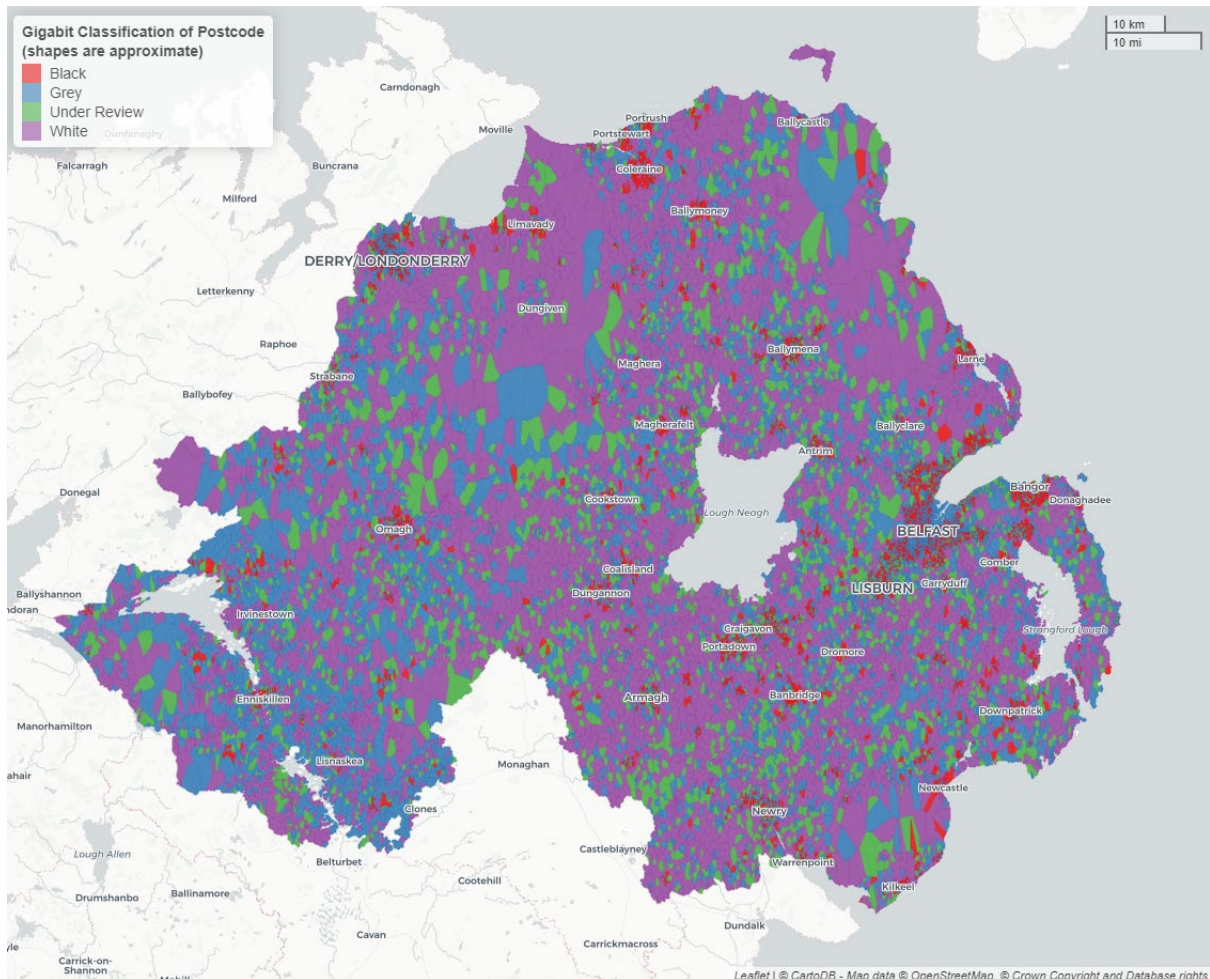 Gigabit Classification of Postcode
(shapes are approximate)
Black
Grey
Under Review
White
10 km
10 mi
Carndonagh
Dunfanaghy
Moville
Portrush
Portstewart
Ballycastle
Falcarragh
Buncrana
Coleraine
Milford
Ballymoney
Limavady
DERRY/LONDONDERRY
Letterkenny
Dungiven
Raphoe
Ballymena
Larne
Maghera
Strabane
Ballybofey
Magherafelt
Ballyclare
Antrim
Donegal
Cookstown
Bangor
Donaghadee
Lough Neagh
Omagh
BELFAST
Coalisland
Comber
Ballyshannon
Dungannon
LISBURN
Carryduff
ndoran
Irvinestown
Craigavon
Strangford Lough
Portadown
Dromore
Enniskillen
Armagh
Banbridge
Downpatrick
Manorhamilton
Lisnaskea
Monaghan
ahair
Newcastle
Clones
Newry
Castleblayney
Lough Allen
Belturbet
Warrenpoint
Cootehill
Kilkeel
Drumshanbo
Ballinamore
Dundalk
Cavan
Carrickmacross
Carrick-on-
Shannon
Leaflet | © CartoDB - Map data © OpenStreetMap, © Crown Copyright and Database rights